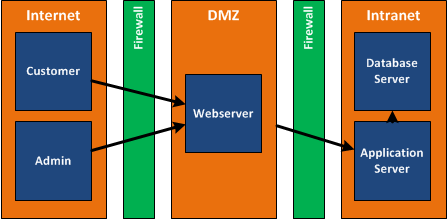 Internet
Customer
Admin
Firewall
DMZ
Webserver
Firewall
Intranet
Database
Server
Application
Server